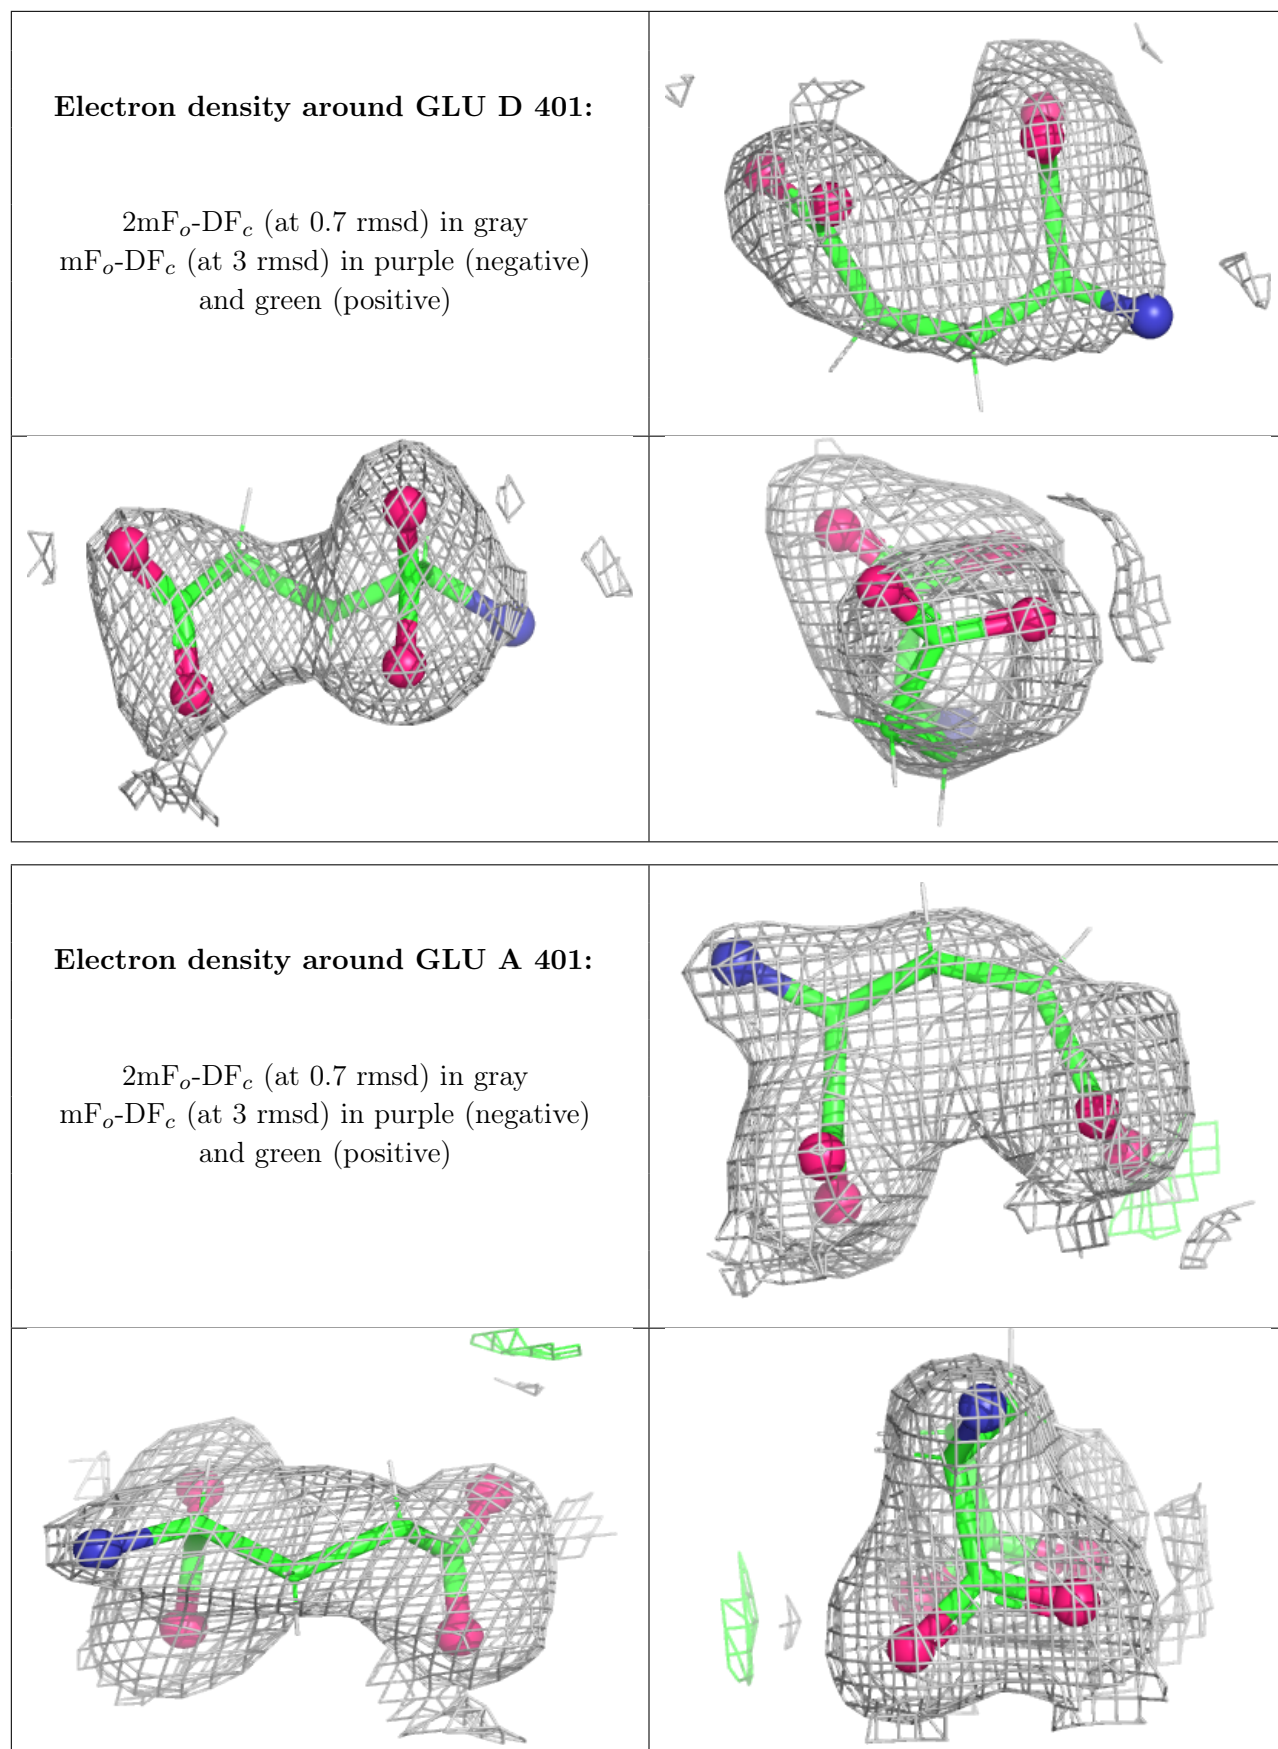 Electron density around GLU D 401:
2mFo-DFc (at 0.7 rmsd) in gray
mFo-DFc (at 3 rmsd) in purple (negative)
and green (positive)
Electron density around GLU A 401:
2mFo-DFc (at 0.7 rmsd) in gray
mFo-DFc (at 3 rmsd) in purple (negative)
and green (positive)